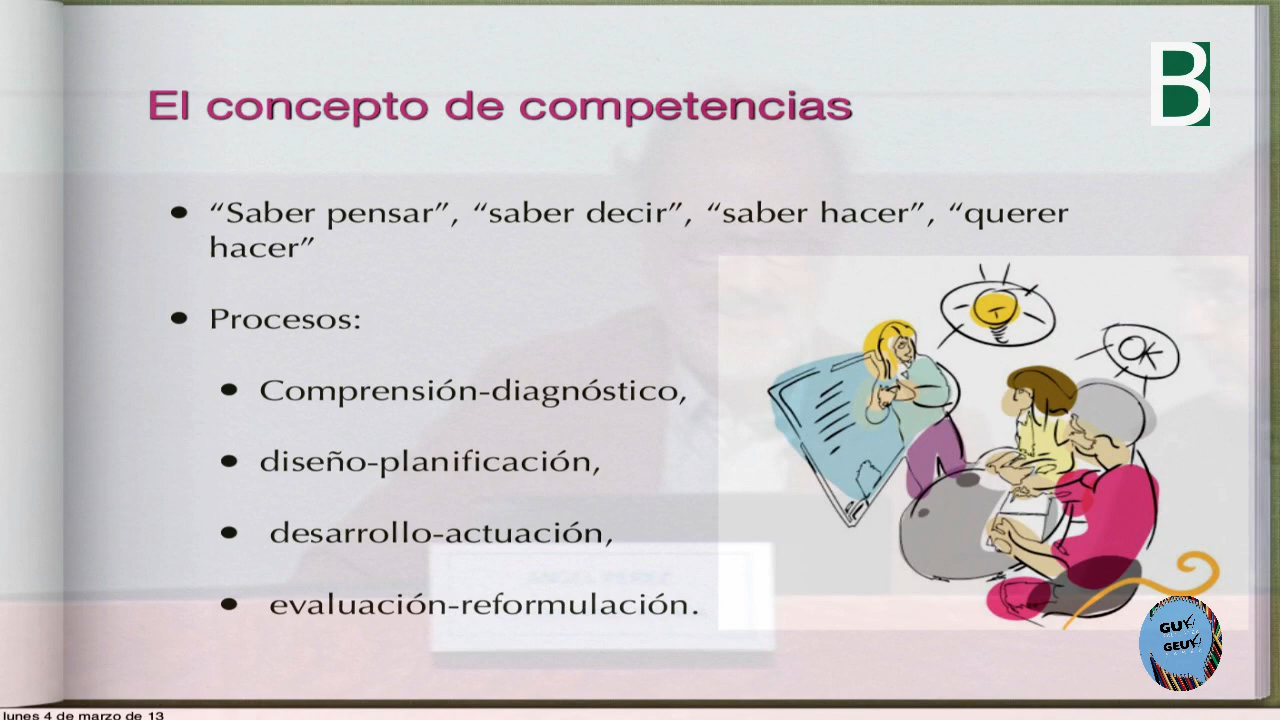 B
El concepto de competencias
• “Saber pensar”, “saber decir”, “saber hacer”, “querer
hacer”
• Procesos:
• Comprensión-diagnóstico,
• diseño-planificación,
• desarrollo-actuación,
• evaluación-reformulación.
OK
GUY
GEUY
lunes 4 de marzo de 13